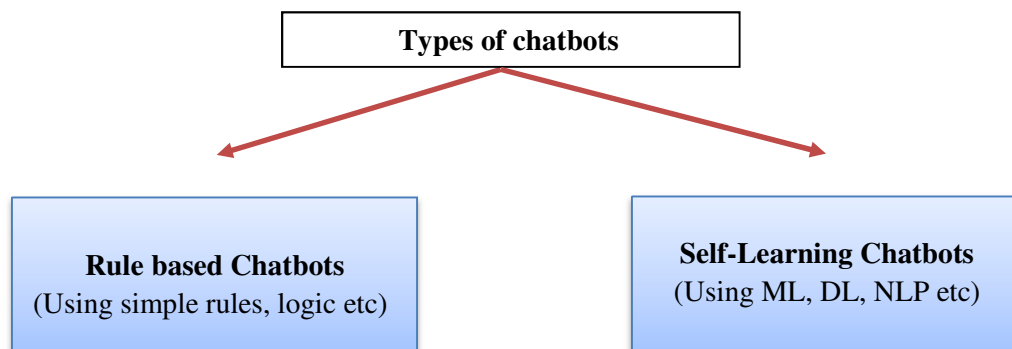 Types of chatbots
Rule based Chatbots
(Using simple rules, logic etc)
Self-Learning Chatbots
(Using ML, DL, NLP etc)